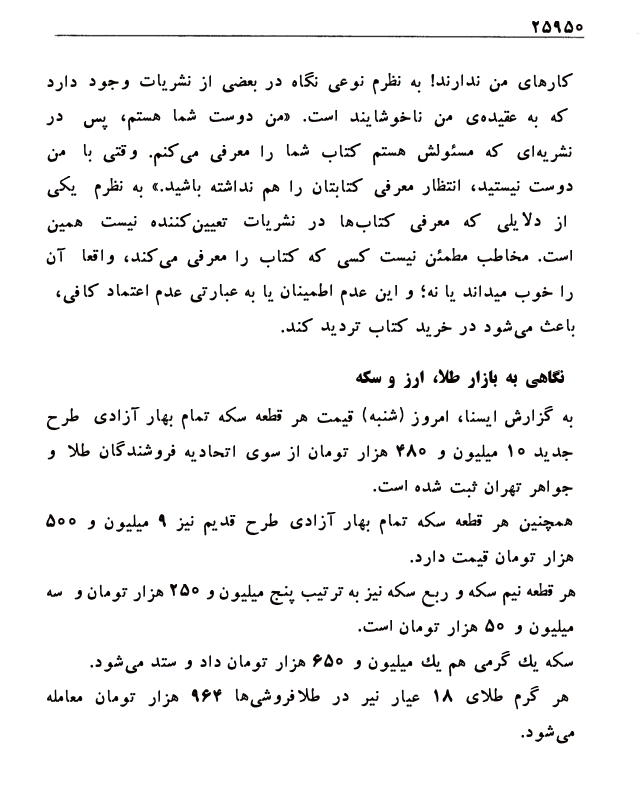 ۲۵۹۵۰
کارهای من ندارند! به نظرم نوعی نگاه در بعضی از نشریات وجود دارد
که به عقیده‌ی من ناخوشایند است. «من دوست شما هستم، پس در
نشریه‌ای که مسئولش هستم کتاب شما را معرفی می‌کنم. وقتی با من
دوست نیستید، انتظار معرفی کتابتان را هم نداشته باشید.» به نظرم یکی
از دلایلی که معرفی کتاب‌ها در نشریات تعیین‌کننده نیست همین
است. مخاطب مطمئن نیست کسی که کتاب را معرفی می‌کند، واقعا آن
را خوب میداند یا نه؛ و این عدم اطمینان یا به عبارتی عدم اعتماد کافی،
باعث می‌شود در خرید کتاب تردید کند.
نگاهی به بازار طلا، ارز و سکه
به گزارش ایسنا، امروز (شنبه) قیمت هر قطعه سکه تمام بهار آزادی طرح
جدید ۱۰ میلیون و ۴۸۰ هزار تومان از سوی اتحادیه فروشندگان طلا و
جواهر تهران ثبت شده است.
همچنین هر قطعه سکه تمام بهار آزادی طرح قدیم نیز ۹ میلیون و ۵۰۰
هزار تومان قیمت دارد.
هر قطعه نیم سکه و ربع سکه نیز به ترتیب پنج میلیون و ۲۵۰ هزار تومان و سه
میلیون و ۵۰ هزار تومان است.
سکه یك گرمی هم یك میلیون و ۶۵۰ هزار تومان داد و ستد می‌شود.
هر گرم طلای ۱۸ عیار نیر در طلافروشی‌ها ۹۶۴ هزار تومان معامله
می‌شود.